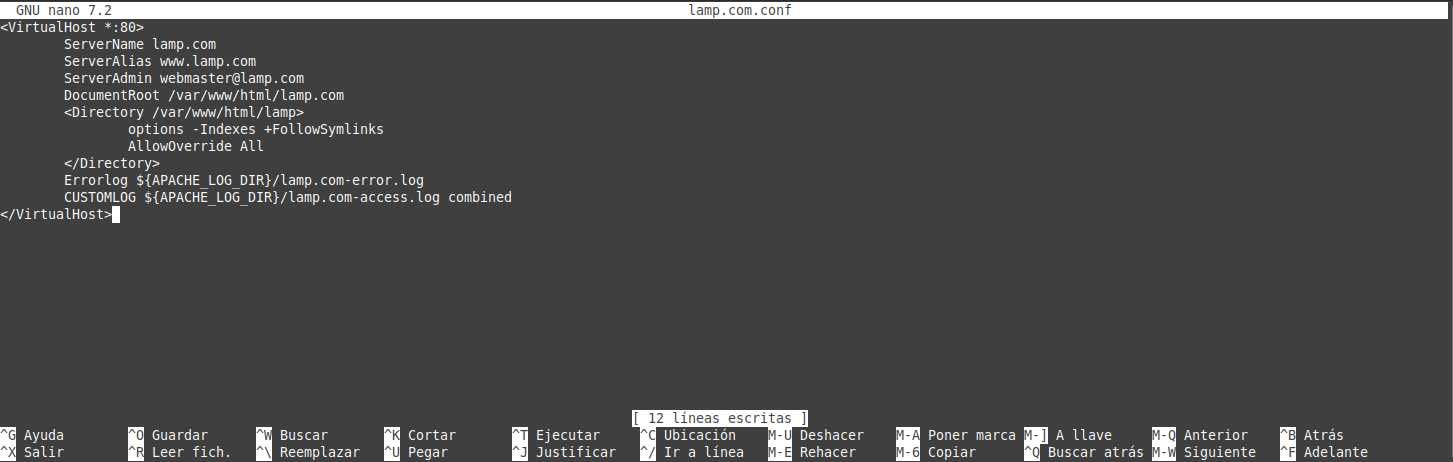 GNU nano 7.2 lamp.com.conf
<VirtualHost *:80>
ServerName lamp.com
ServerAlias www.lamp.com
ServerAdmin webmaster@lamp.com
DocumentRoot /var/www/html/lamp.com
<Directory /var/www/html/lamp>
options -Indexes +FollowSymlinks
AllowOverride All
</Directory>
Errorlog ${APACHE_LOG_DIR}/lamp.com-error.log
CUSTOMLOG ${APACHE_LOG_DIR}/lamp.com-access.log combined
</VirtualHost>
[ 12 líneas escritas ]
^G Ayuda ^O Guardar ^W Buscar ^K Cortar ^T Ejecutar ^C Ubicación M-U Deshacer M-A Poner marca M-] A llave M-Q Anterior ^B Atrás
^X Salir ^R Leer fich. ^\ Reemplazar ^U Pegar ^J Justificar ^/ Ir a línea M-E Rehacer M-6 Copiar ^Q Buscar atrás M-W Siguiente ^F Adelante